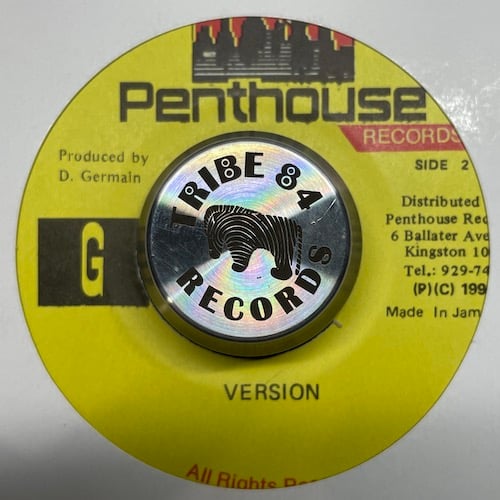 Penthouse
RECORDS
Produced by
D. Germain
SIDE 2
Distributed
Penthouse Rec
6 Ballater Ave
Kingston 10
Tel.: 929-74
(P)(C) 199
Made In Jam
G
TRIBE 84
RECORDS
VERSION
All Rights Re